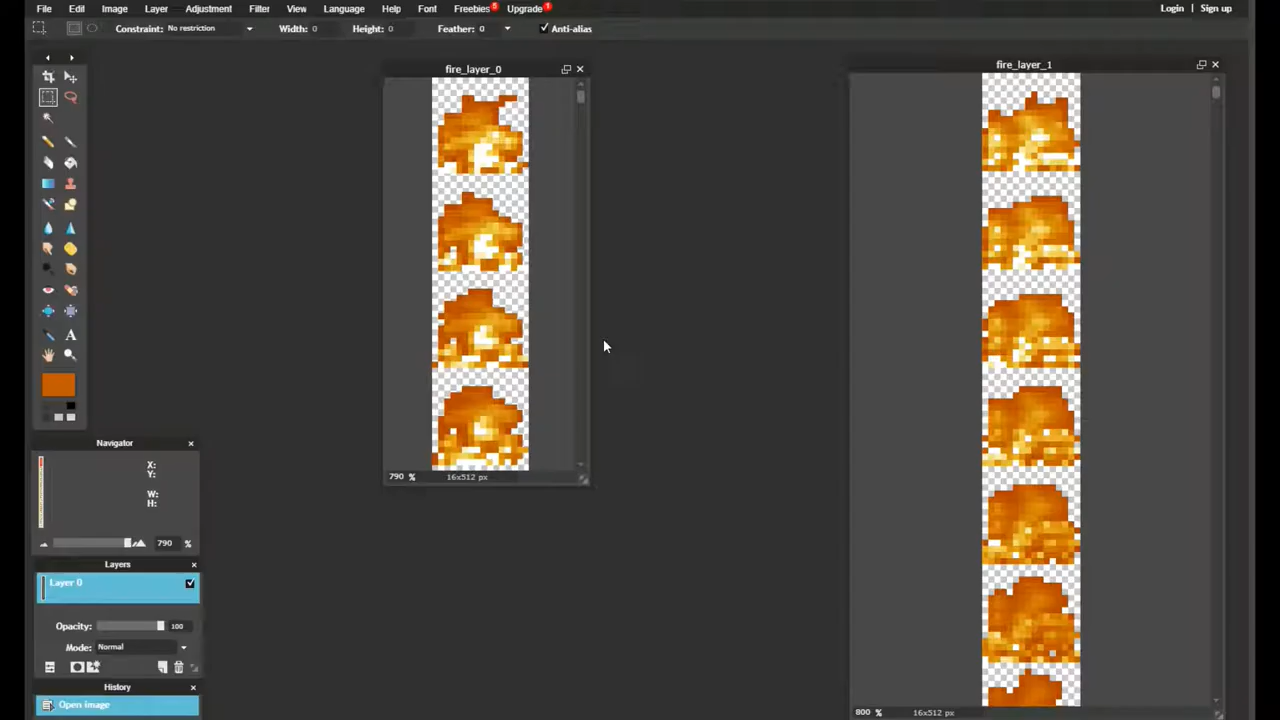 File Edit Image Layer Adjustment Filter View Language Help Font Freebies 5 Upgrade 1 Login Sign up
Constraint: No restriction Width: 0 Height: 0 Feather: 0 Anti-alias
fire_layer_0
fire_layer_1
A
790 % 16x512 px
Navigator
X:
Y:
W:
H:
790 %
Layers
Layer 0
Opacity: 100
Mode: Normal
History
Open image
800 % 16x512 px